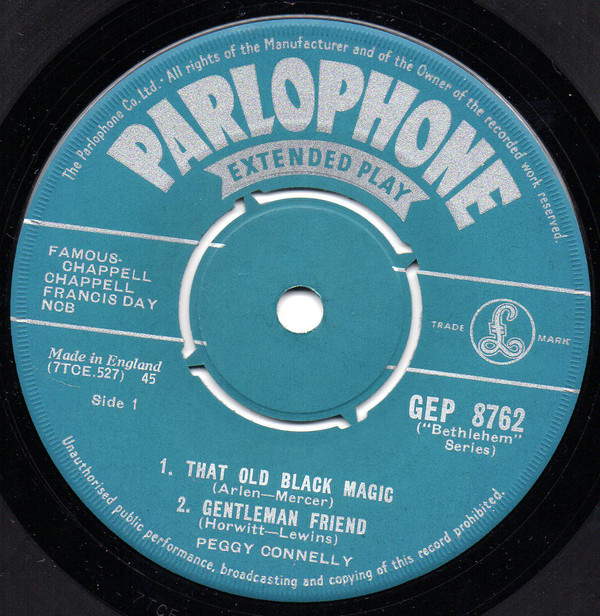 The Parlophone Co. Ltd. · All rights of the Manufacturer and of the Owner of the recorded work reserved.
PARLOPHONE
EXTENDED PLAY
FAMOUS-
CHAPPELL
CHAPPELL
FRANCIS DAY
NCB
TRADE £ MARK
Made in England
(7TCE.527) 45
Side 1
GEP 8762
("Bethlehem"
Series)
1. THAT OLD BLACK MAGIC
(Arlen—Mercer)
2. GENTLEMAN FRIEND
(Horwitt—Lewins)
PEGGY CONNELLY
Unauthorised public performance, broadcasting and copying of this record prohibited.